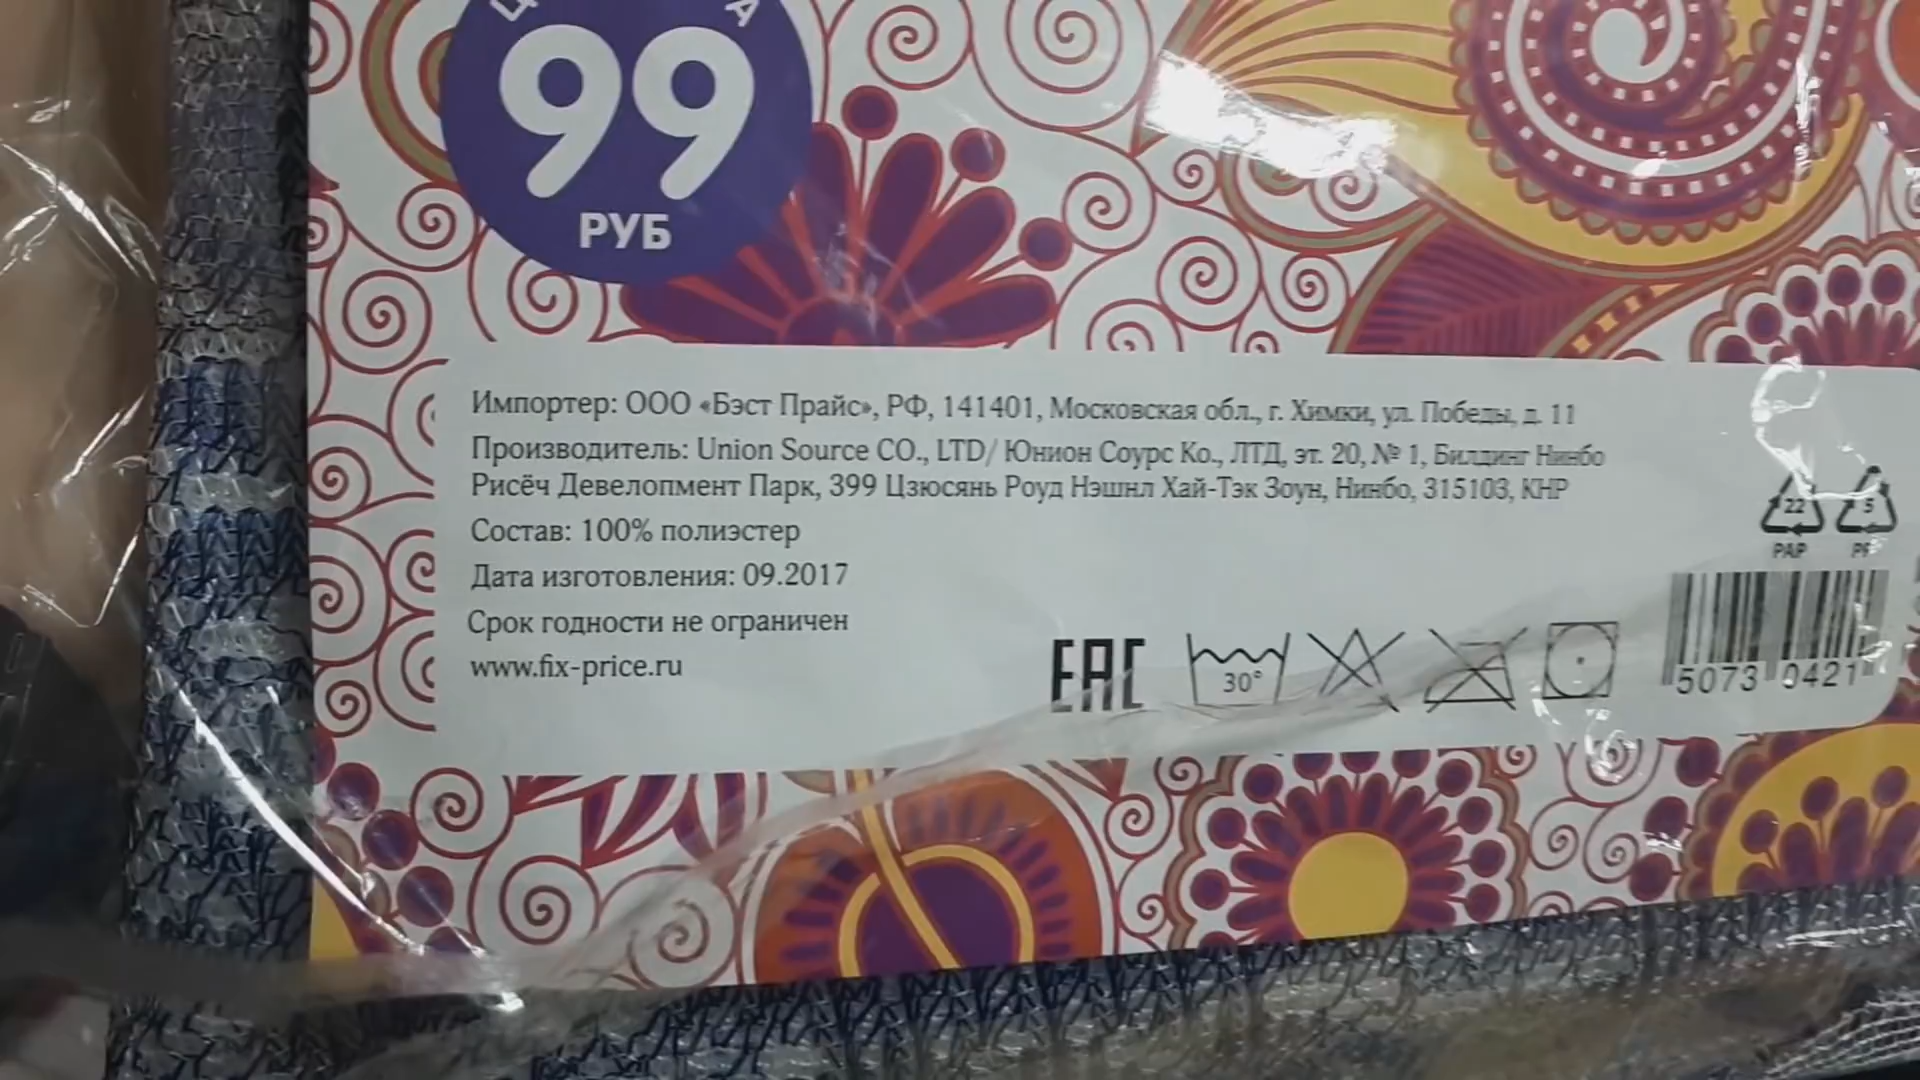 ЦЕНА
99
РУБ
Импортер: ООО «Бэст Прайс», РФ, 141401, Московская обл., г. Химки, ул. Победы, д. 11
Производитель: Union Source CO., LTD/ Юнион Соурс Ко., ЛТД, эт. 20, № 1, Билдинг Нинбо
Рисёч Девелопмент Парк, 399 Цзюсянь Роуд Нэшнл Хай-Тэк Зоун, Нинбо, 315103, КНР
Состав: 100% полиэстер
Дата изготовления: 09.2017
Срок годности не ограничен
www.fix-price.ru
22 5
PAP PP
EAC 30°
5073 0421